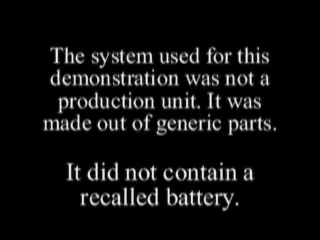 The system used for this
demonstration was not a
production unit. It was
made out of generic parts.
It did not contain a
recalled battery.